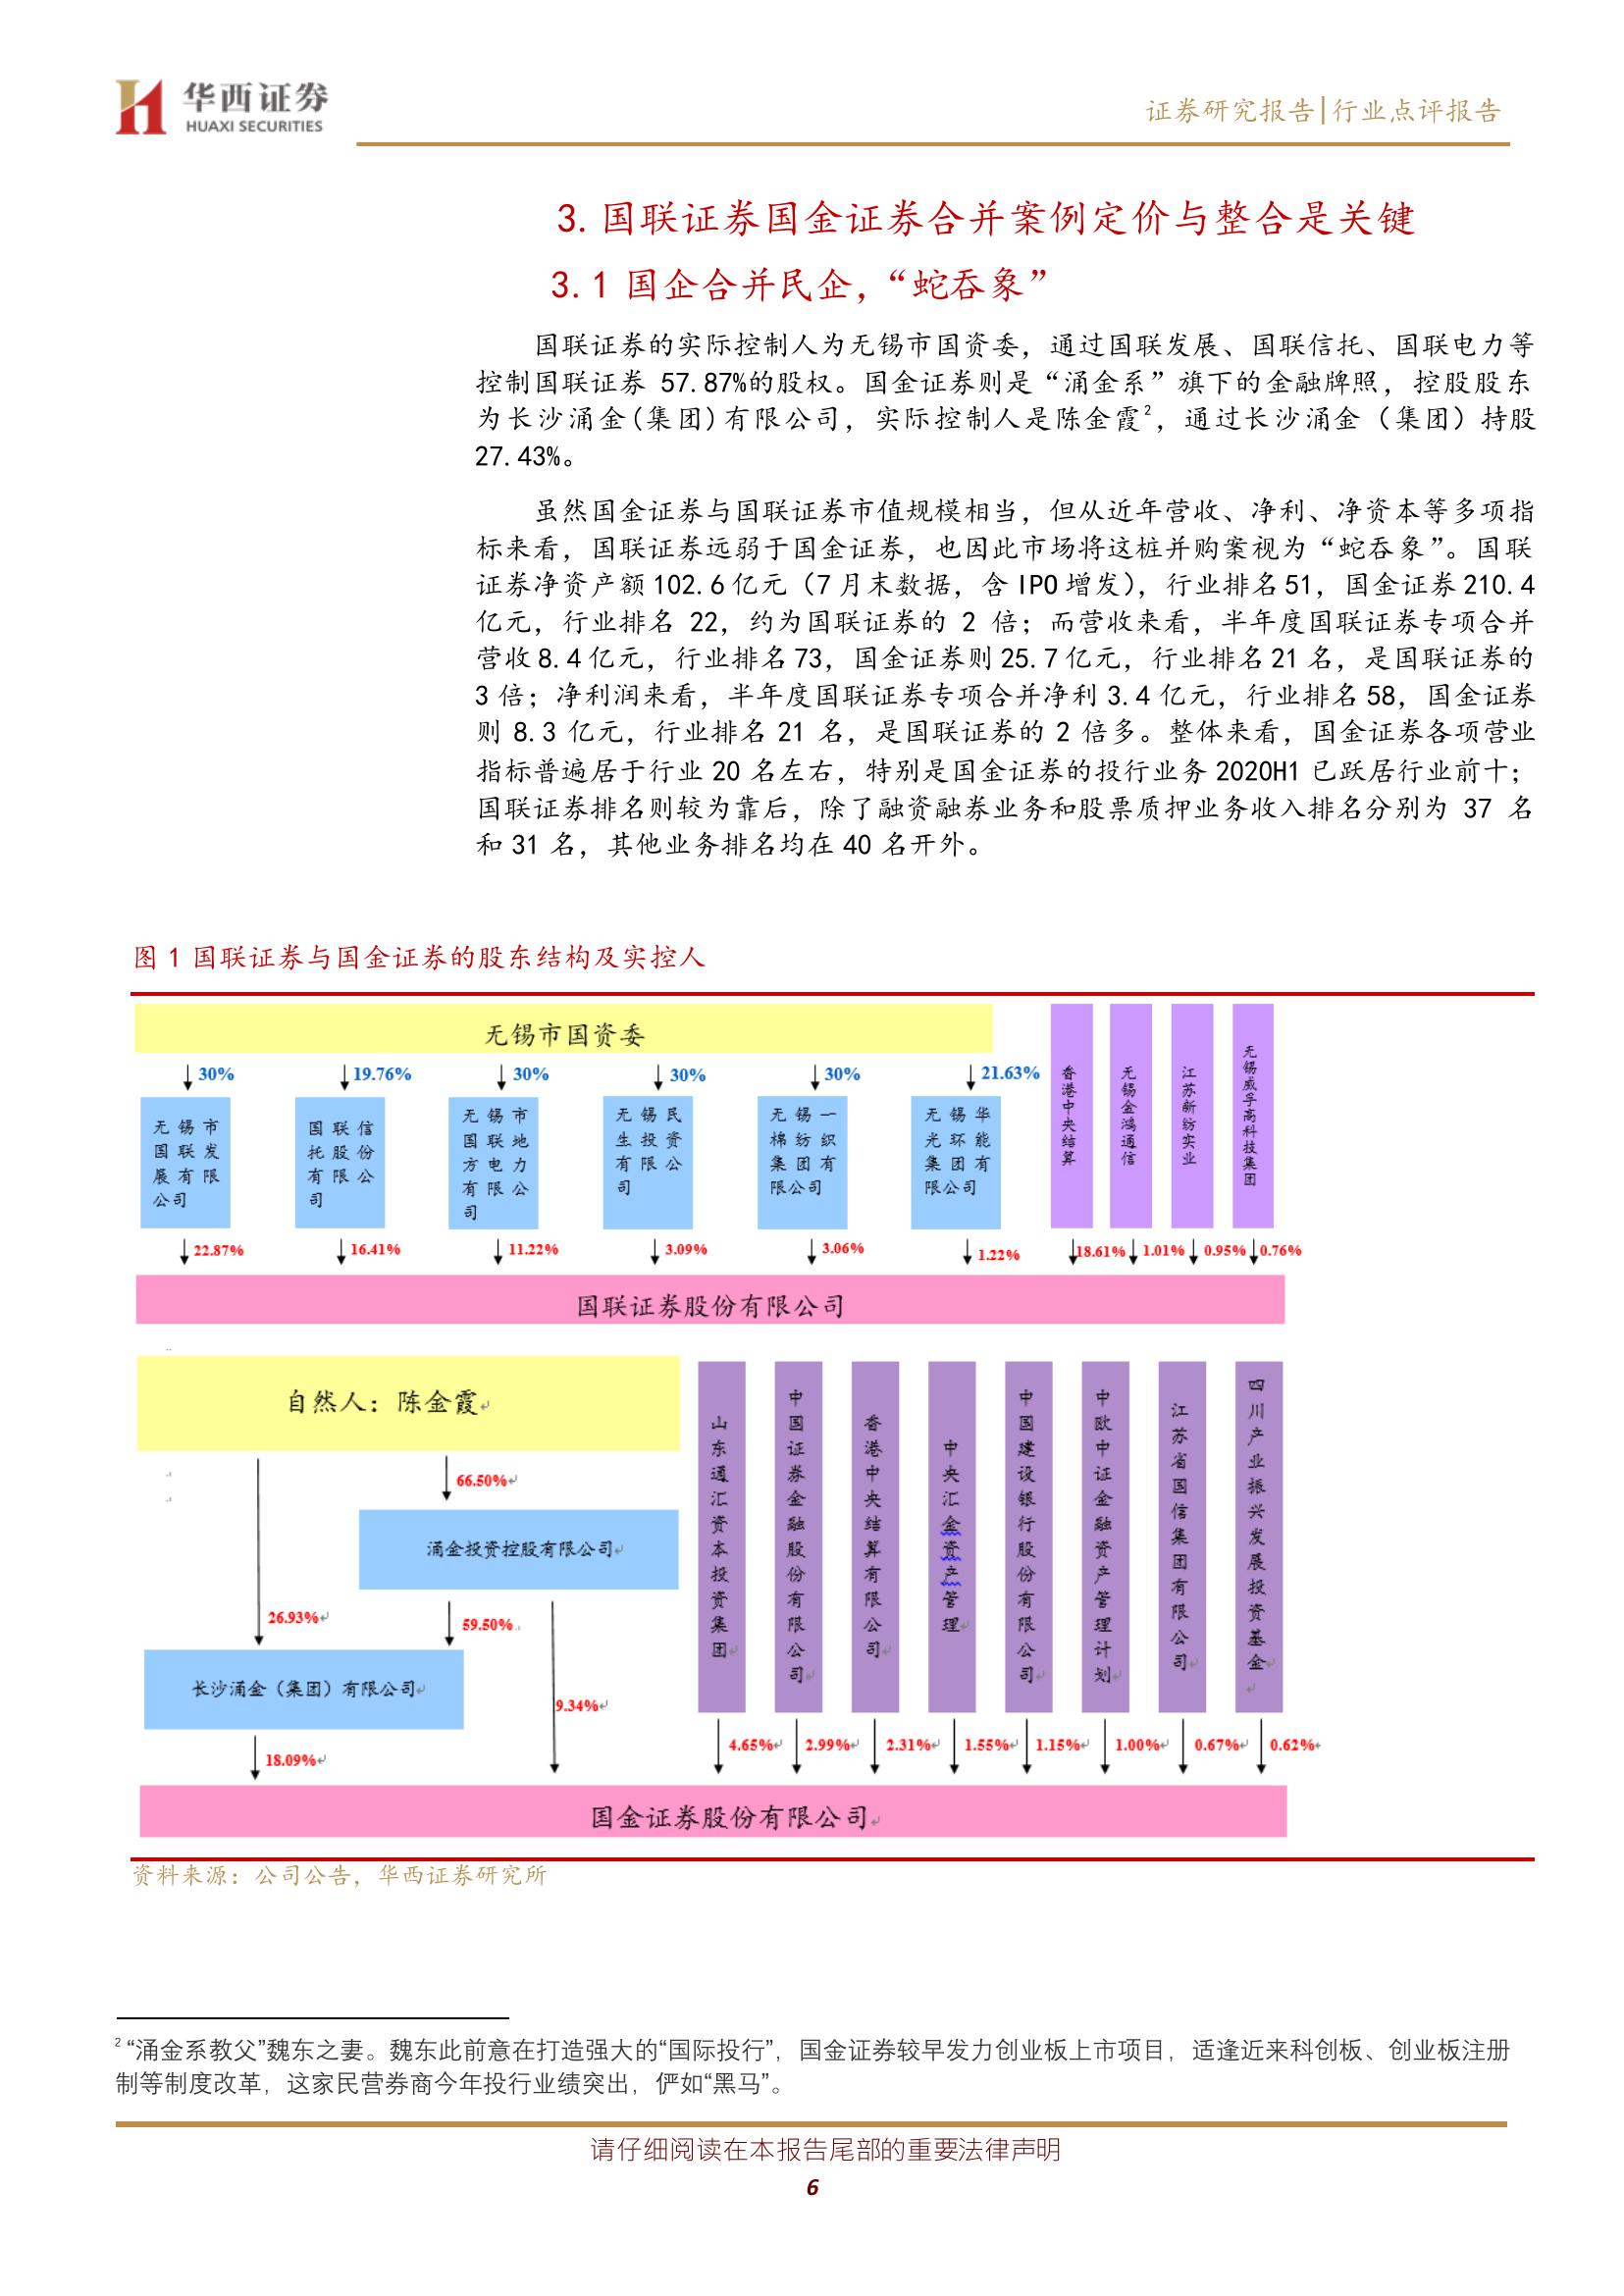 华西证券
HUAXI SECURITIES
证券研究报告|行业点评报告
3. 国联证券国金证券合并案例定价与整合是关键
3.1 国企合并民企，“蛇吞象”
国联证券的实际控制人为无锡市国资委，通过国联发展、国联信托、国联电力等
控制国联证券 57.87%的股权。国金证券则是“涌金系”旗下的金融牌照，控股股东
为长沙涌金(集团)有限公司，实际控制人是陈金霞2，通过长沙涌金（集团）持股
27.43%。
虽然国金证券与国联证券市值规模相当，但从近年营收、净利、净资本等多项指
标来看，国联证券远弱于国金证券，也因此市场将这桩并购案视为“蛇吞象”。国联
证券净资产额 102.6 亿元（7 月末数据，含 IPO 增发），行业排名 51，国金证券 210.4
亿元，行业排名 22，约为国联证券的 2 倍；而营收来看，半年度国联证券专项合并
营收 8.4 亿元，行业排名 73，国金证券则 25.7 亿元，行业排名 21 名，是国联证券的
3 倍；净利润来看，半年度国联证券专项合并净利 3.4 亿元，行业排名 58，国金证券
则 8.3 亿元，行业排名 21 名，是国联证券的 2 倍多。整体来看，国金证券各项营业
指标普遍居于行业 20 名左右，特别是国金证券的投行业务 2020H1 已跃居行业前十；
国联证券排名则较为靠后，除了融资融券业务和股票质押业务收入排名分别为 37 名
和 31 名，其他业务排名均在 40 名开外。
图 1 国联证券与国金证券的股东结构及实控人
无锡市国资委
30%
19.76%
30%
30%
30%
21.63%
无锡市
国联发
展有限
公司
国联信
托股份
有限公
司
无锡市
国联地
方电力
有限公
司
无锡民
生投资
有限公
司
无锡一
棉纺织
集团有
限公司
无锡华
光环能
集团有
限公司
香港中央结算
无锡金鸿通信
江苏新纺实业
无锡威孚高科技集团
22.87%
16.41%
11.22%
3.09%
3.06%
1.22%
18.61%
1.01%
0.95%
0.76%
国联证券股份有限公司
自然人：陈金霞
66.50%
涌金投资控股有限公司
26.93%
59.50%
长沙涌金（集团）有限公司
9.34%
18.09%
山东通汇资本投资集团
中国证券金融股份有限公司
香港中央结算有限公司
中央汇金资产管理
中国建设银行股份有限公司
中欧中证金融资产管理计划
江苏省国信集团有限公司
四川产业振兴发展投资基金
4.65%
2.99%
2.31%
1.55%
1.15%
1.00%
0.67%
0.62%
国金证券股份有限公司
资料来源：公司公告，华西证券研究所
2 “涌金系教父”魏东之妻。魏东此前意在打造强大的“国际投行”，国金证券较早发力创业板上市项目，适逢近来科创板、创业板注册
制等制度改革，这家民营券商今年投行业绩突出，俨如“黑马”。
请仔细阅读在本报告尾部的重要法律声明
6